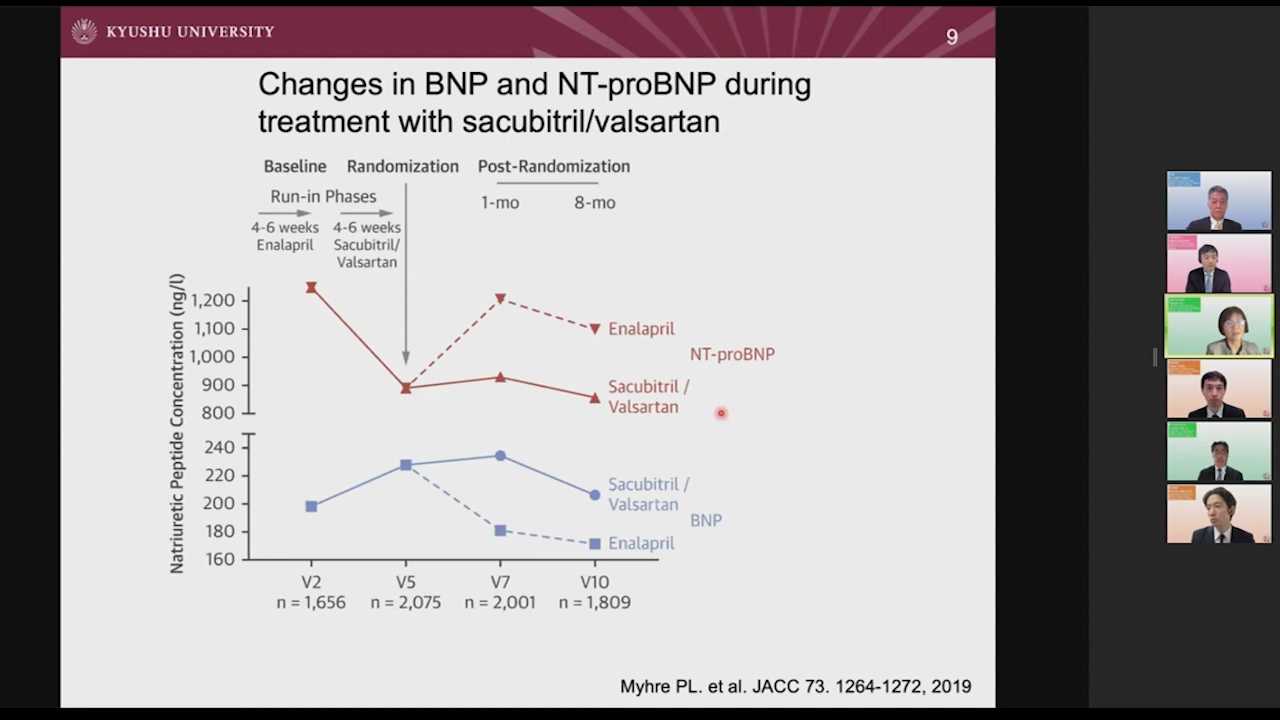 KYUSHU UNIVERSITY
9
Changes in BNP and NT-proBNP during
treatment with sacubitril/valsartan
Baseline
Randomization
Post-Randomization
Run-in Phases
1-mo
8-mo
4-6 weeks
Enalapril
4-6 weeks
Sacubitril/
Valsartan
Natriuretic Peptide Concentration (ng/l)
1,200
1,100
1,000
900
800
240
220
200
180
160
Enalapril
NT-proBNP
Sacubitril /
Valsartan
Sacubitril /
Valsartan
BNP
Enalapril
V2
V5
V7
V10
n = 1,656
n = 2,075
n = 2,001
n = 1,809
Myhre PL. et al. JACC 73. 1264-1272, 2019